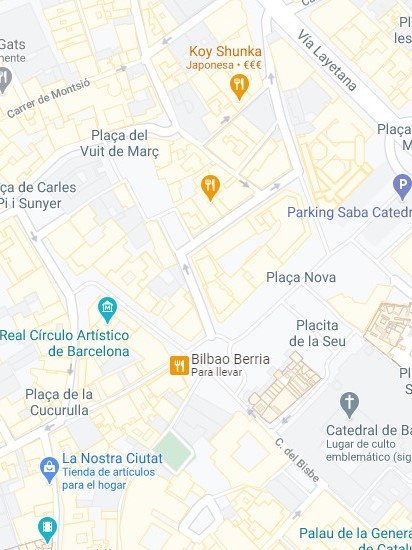 Koy Shunka
Japonesa • €€€
Gats
Carrer de Montsió
Via Laietana
Plaça del
Vuit de Març
Plaça
Parking Saba Catedr
Pi i Sunyer
Plaça Nova
Real Círculo Artístico
de Barcelona
Placita
de la Seu
Bilbao Berria
Para llevar
Plaça de la
Cucurulla
Catedral de Ba
Lugar de culto
emblemático (sig
C. del Bisbe
La Nostra Ciutat
Tienda de artículos
para el hogar
Palau de la Genera
de Catal